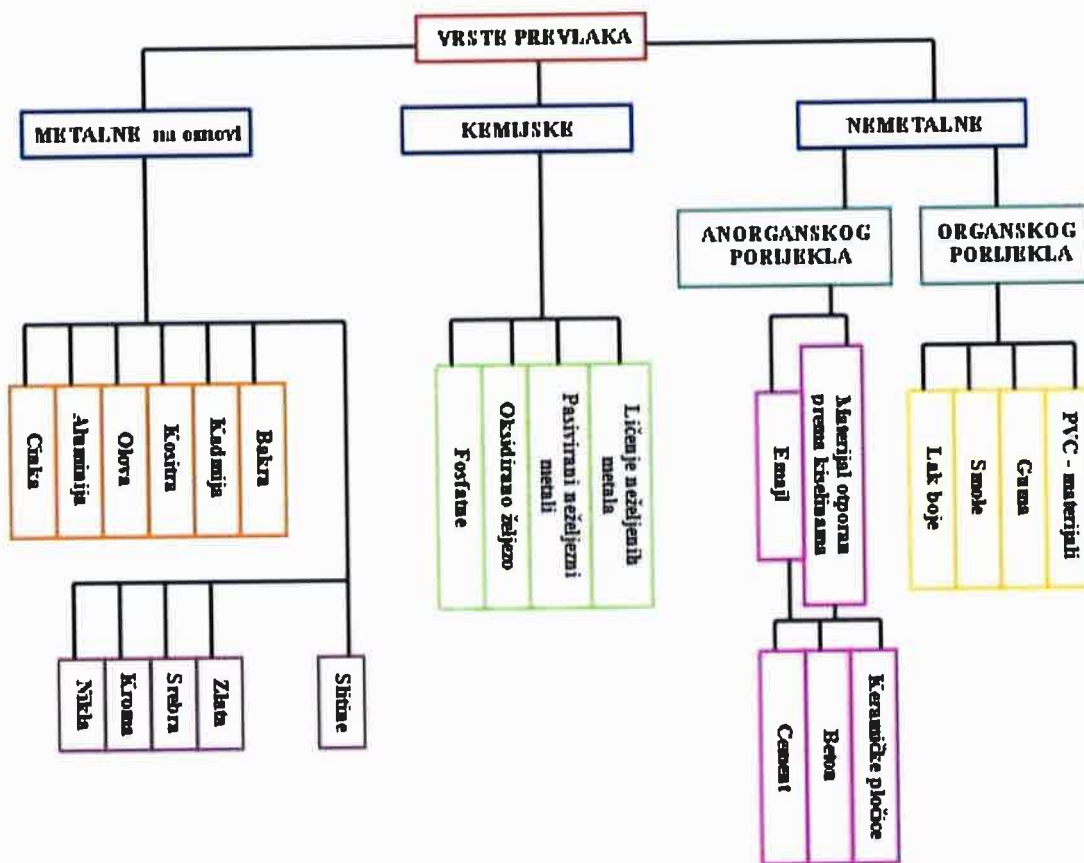 VRSTE PREVLAKA
METALNE na osnovi
KEMIJSKE
NEMETALNE
ANORGANSKOG
PORIJEKLA
ORGANSKOG
PORIJEKLA
Cinka
Aluminija
Olova
Kositra
Kadmija
Bakra
Fosfatne
Oksidirano željezo
Pasivirani neželjezni
metali
Ličenje neželjenih
metala
Emajl
Materijal otporan
prema kiselinama
Lak boje
Smole
Guma
PVC - materijali
Nikla
Kroma
Srebra
Zlata
Slitine
Cement
Beton
Keramičke pločice